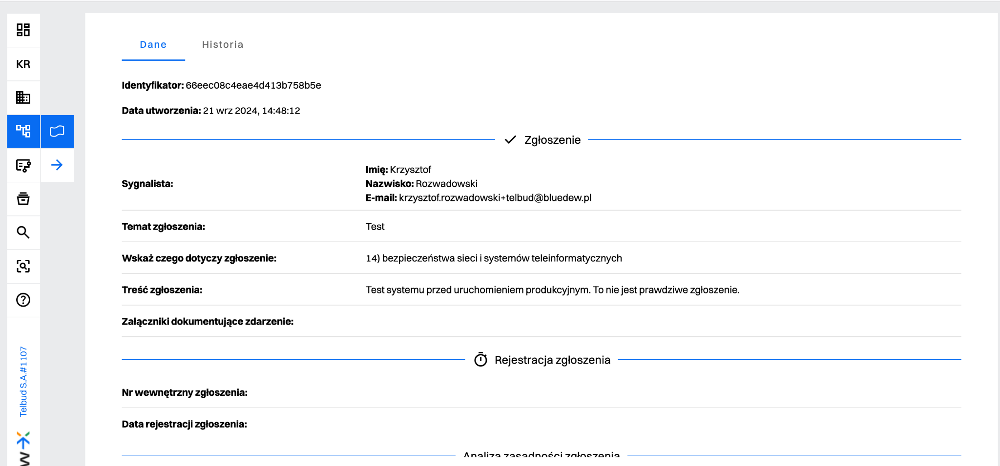 KR
Dane
Historia
Identyfikator: 66eec08c4eae4d413b758b5e
Data utworzenia: 21 wrz 2024, 14:48:12
Zgłoszenie
Sygnalista:
Imię: Krzysztof
Nazwisko: Rozwadowski
E-mail: krzysztof.rozwadowski+telbud@bluedew.pl
Temat zgłoszenia: Test
Wskaż czego dotyczy zgłoszenie: 14) bezpieczeństwa sieci i systemów teleinformatycznych
Treść zgłoszenia: Test systemu przed uruchomieniem produkcyjnym. To nie jest prawdziwe zgłoszenie.
Załączniki dokumentujące zdarzenie:
Rejestracja zgłoszenia
Nr wewnętrzny zgłoszenia:
Data rejestracji zgłoszenia:
Analiza zasadności zgłoszenia
Telbud S.A.#1107
w